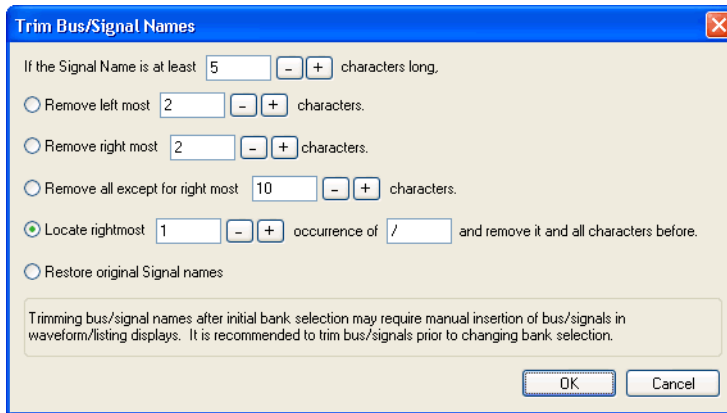 Trim Bus/Signal Names
If the Signal Name is at least 5 - + characters long,
Remove left most 2 - + characters.
Remove right most 2 - + characters.
Remove all except for right most 10 - + characters.
Locate rightmost 1 - + occurrence of / and remove it and all characters before.
Restore original Signal names
Trimming bus/signal names after initial bank selection may require manual insertion of bus/signals in
waveform/listing displays. It is recommended to trim bus/signals prior to changing bank selection.
OK Cancel